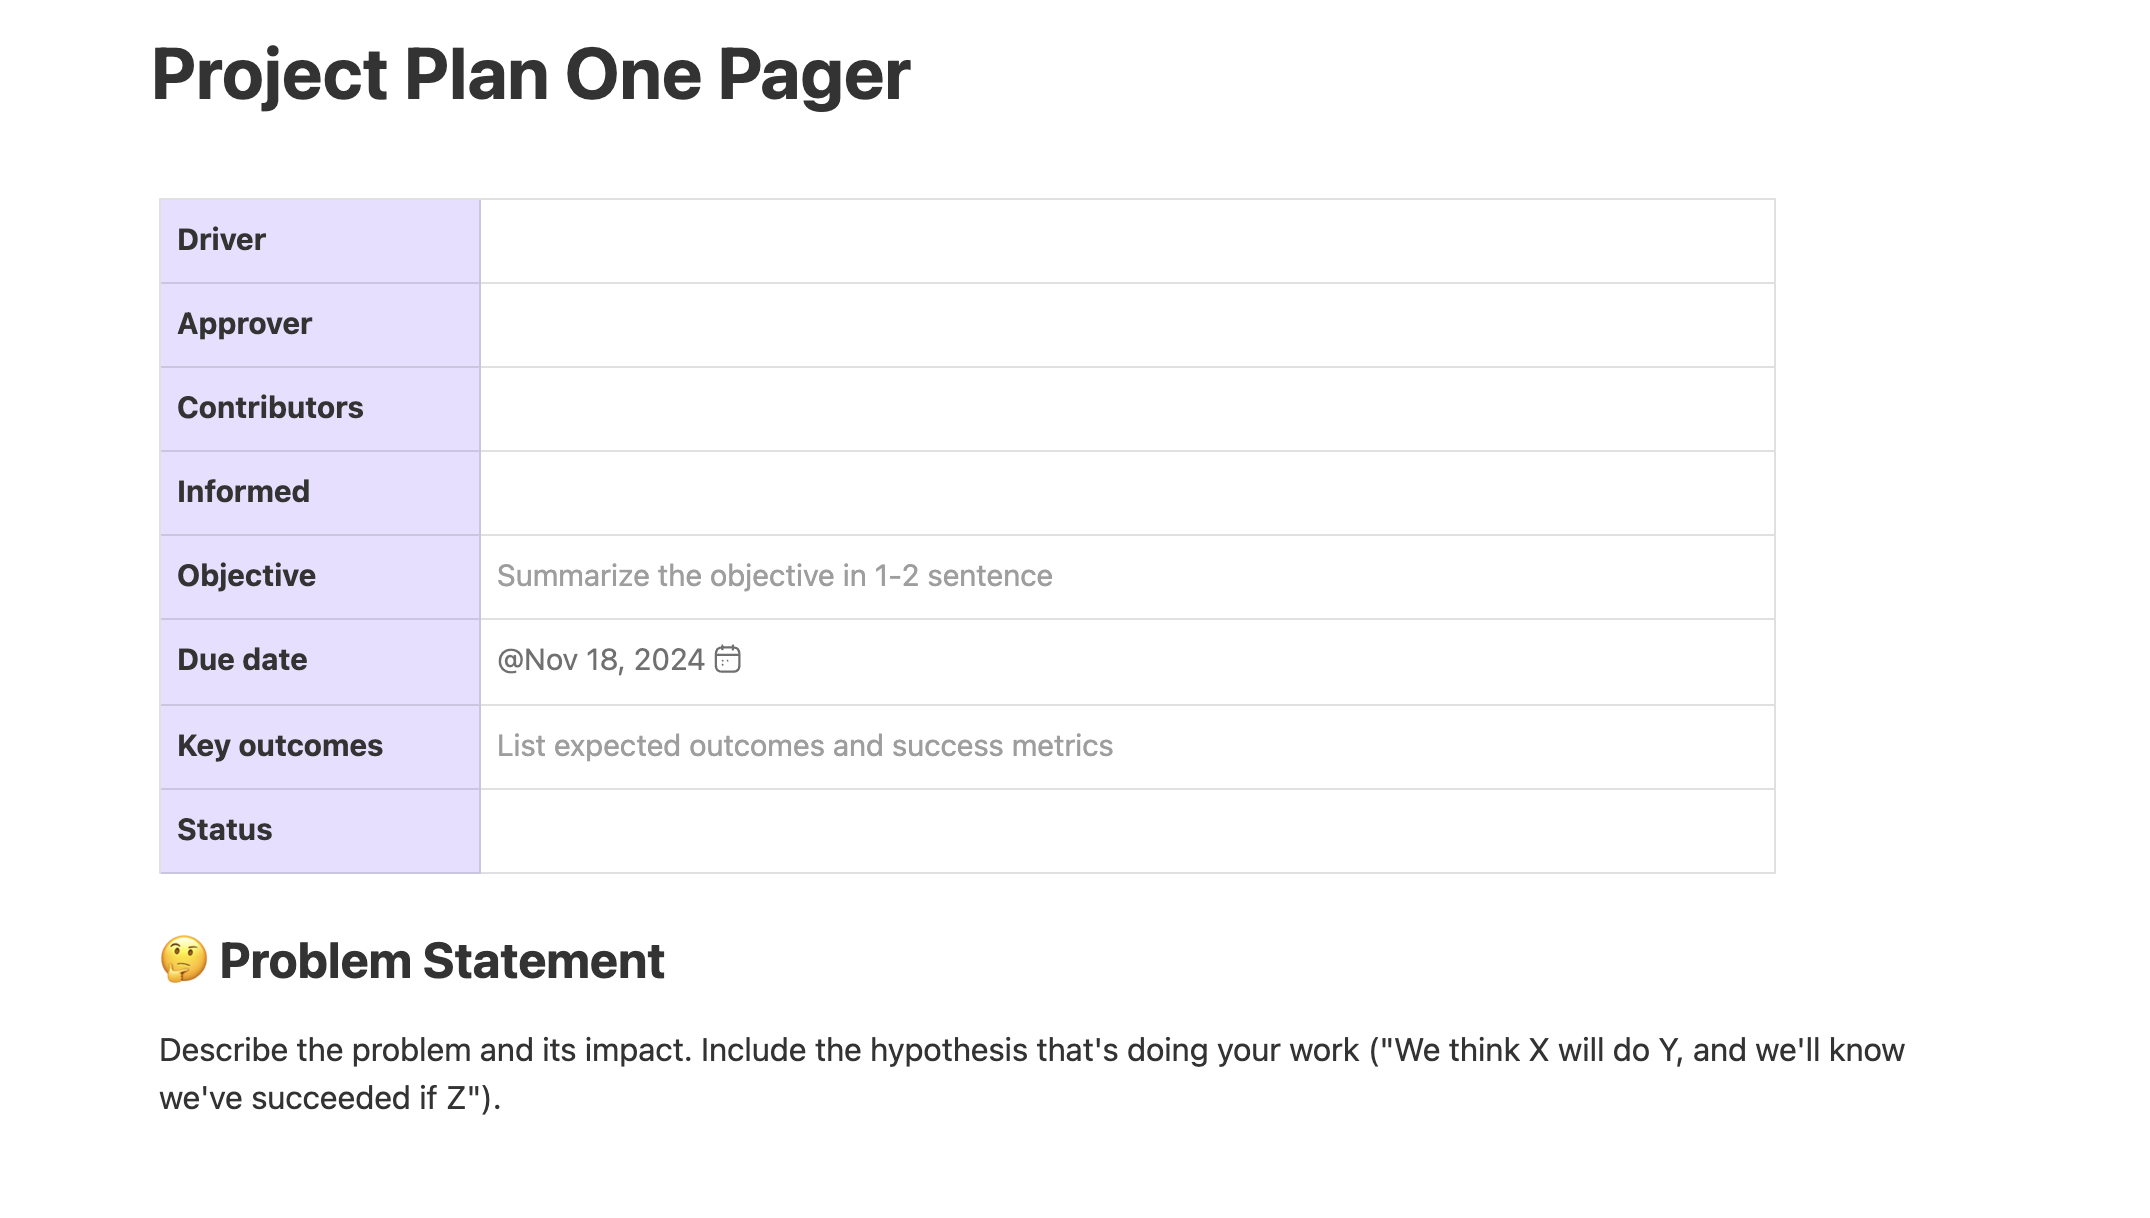 Project Plan One Pager
Driver
Approver
Contributors
Informed
Objective Summarize the objective in 1-2 sentence
Due date @Nov 18, 2024
Key outcomes List expected outcomes and success metrics
Status
🤔 Problem Statement
Describe the problem and its impact. Include the hypothesis that's doing your work ("We think X will do Y, and we'll know
we've succeeded if Z").